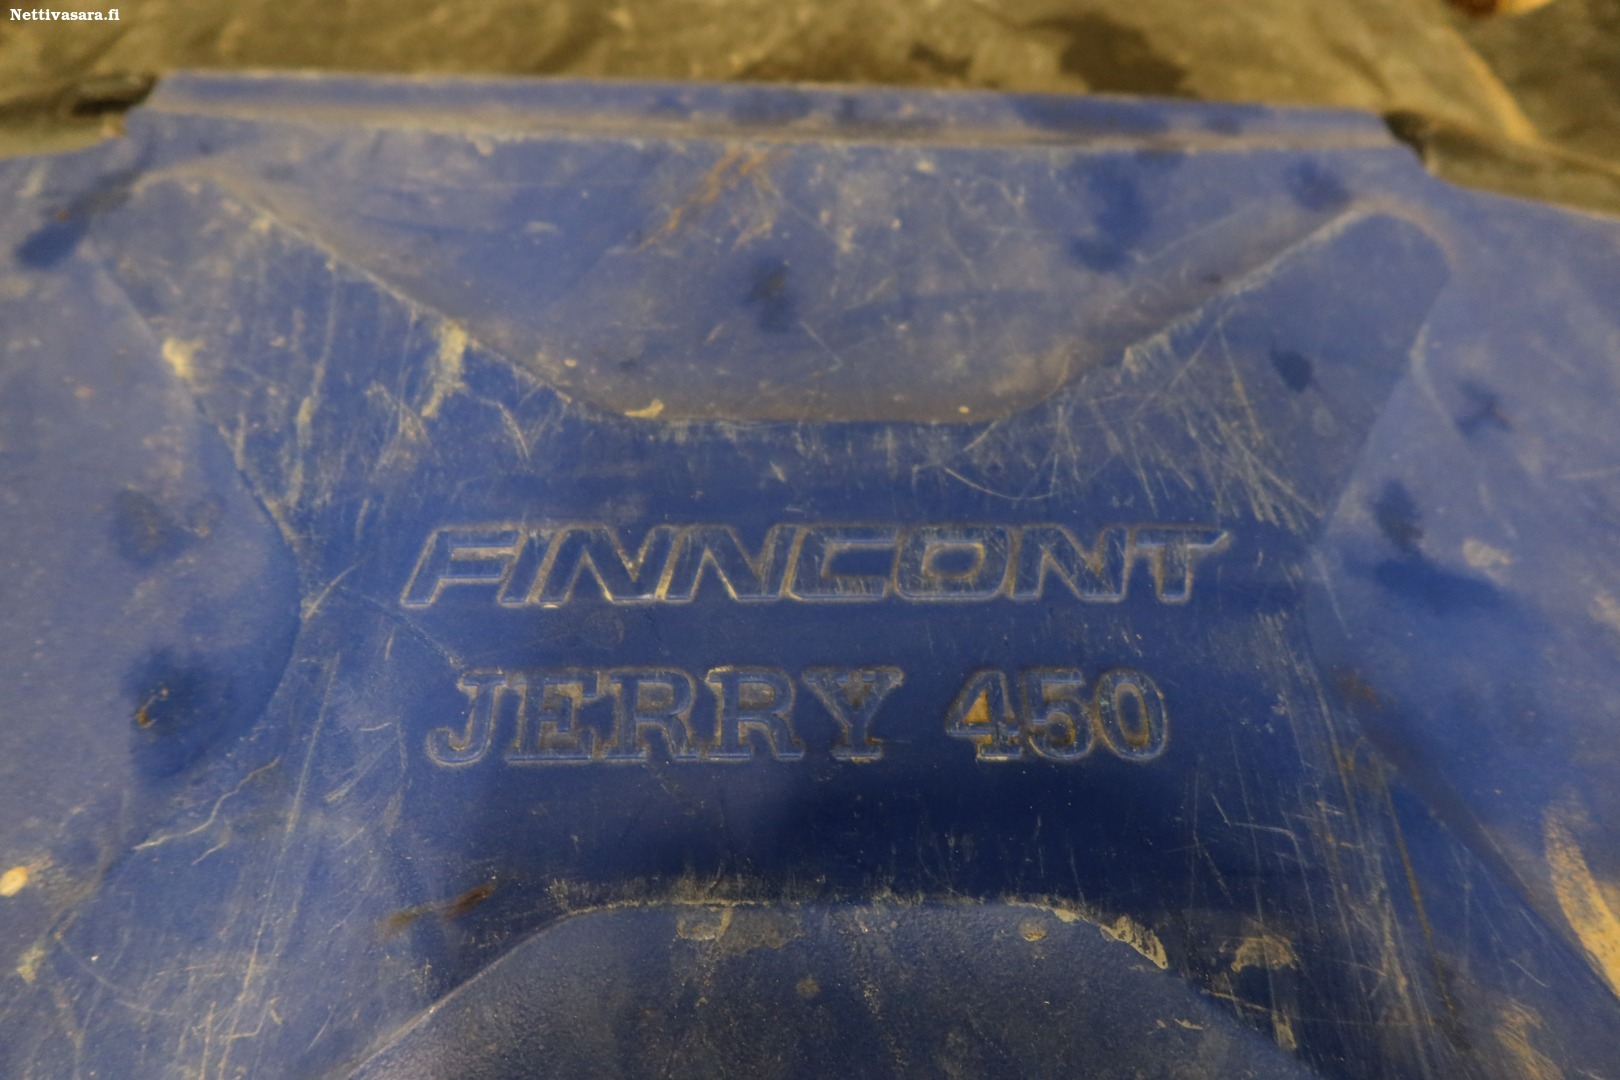 Nettivasara.fi
FINNCONT
JERRY 450